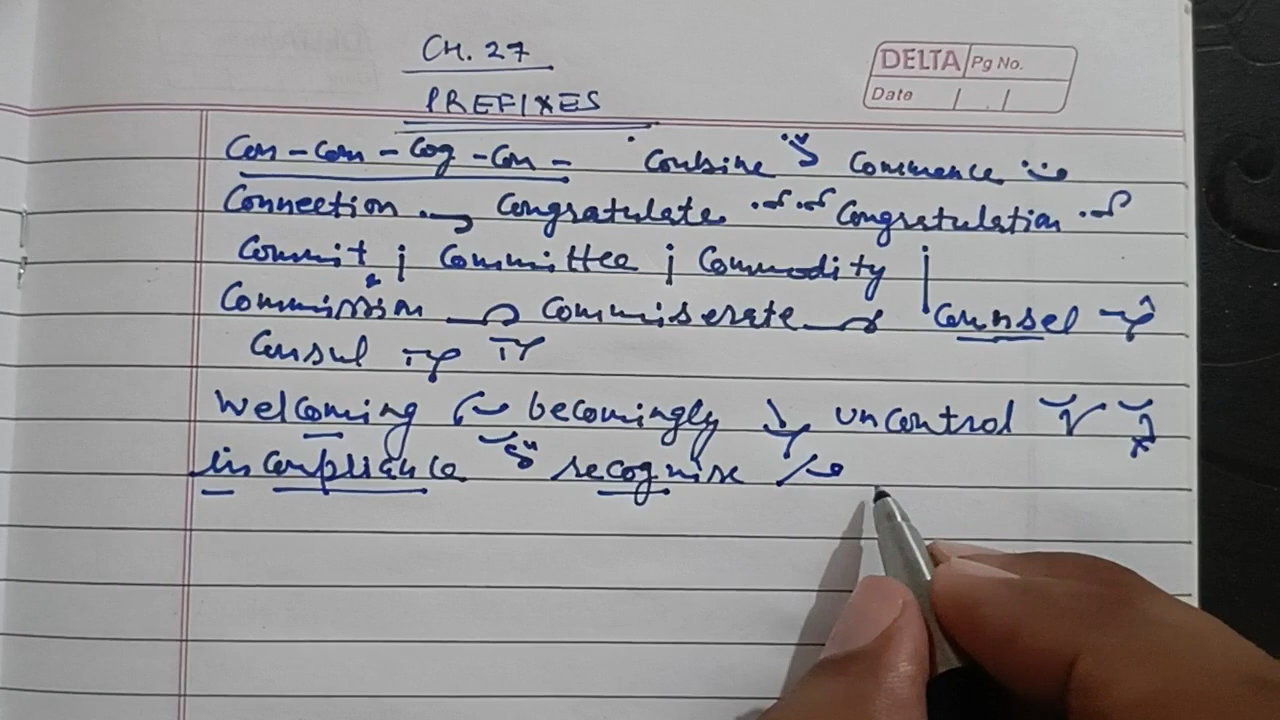 CH. 27
DELTA Pg No.
Date / /
PREFIXES
Con - Com - Cog - Cm - Combine Commence
Connection Congratulate Congratulation
Commit Committee Commodity
Commission Commiserate Counsel
Consul
Welcoming becomingly uncontrol
incompliance recognise